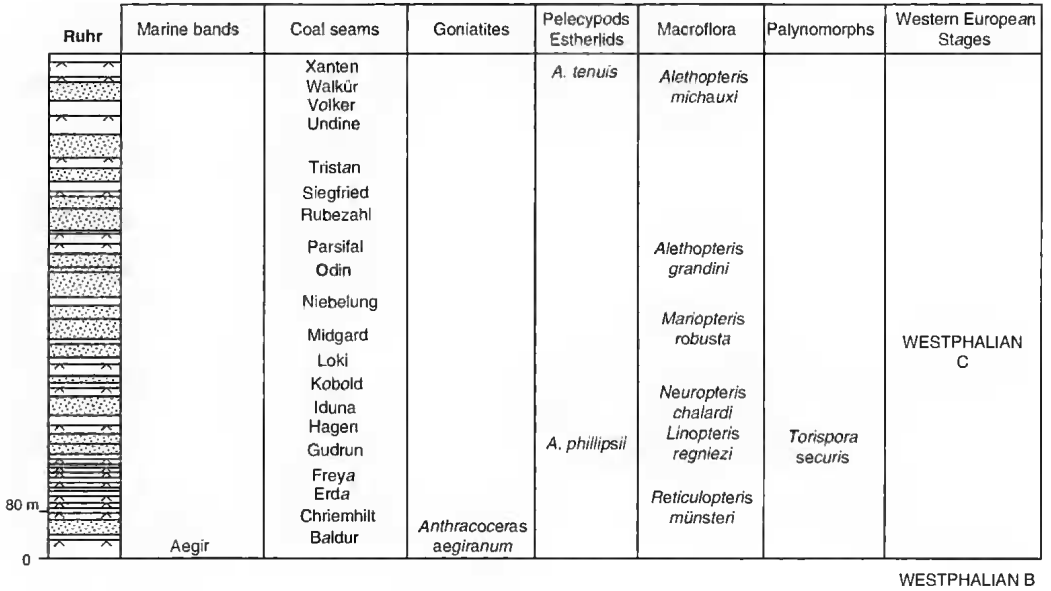 Ruhr
Marine bands
Coal seams
Goniatites
Pelecypods
Estheriids
Macroflora
Palynomorphs
Western European
Stages
Xanten
Walkür
Volker
Undine
Tristan
Siegfried
Rubezahl
Parsifal
Odin
Niebelung
Midgard
Loki
Kobold
Iduna
Hagen
Gudrun
Freya
Erda
Chriemhilt
Baldur
80 m
0
Aegir
Anthracoceras
aegiranum
A. tenuis
A. phillipsii
Alethopteris
michauxi
Alethopteris
grandini
Mariopteris
robusta
Neuropteris
chalardi
Linopteris
regniezi
Reticulopteris
münsteri
Torispora
securis
WESTPHALIAN
C
WESTPHALIAN B